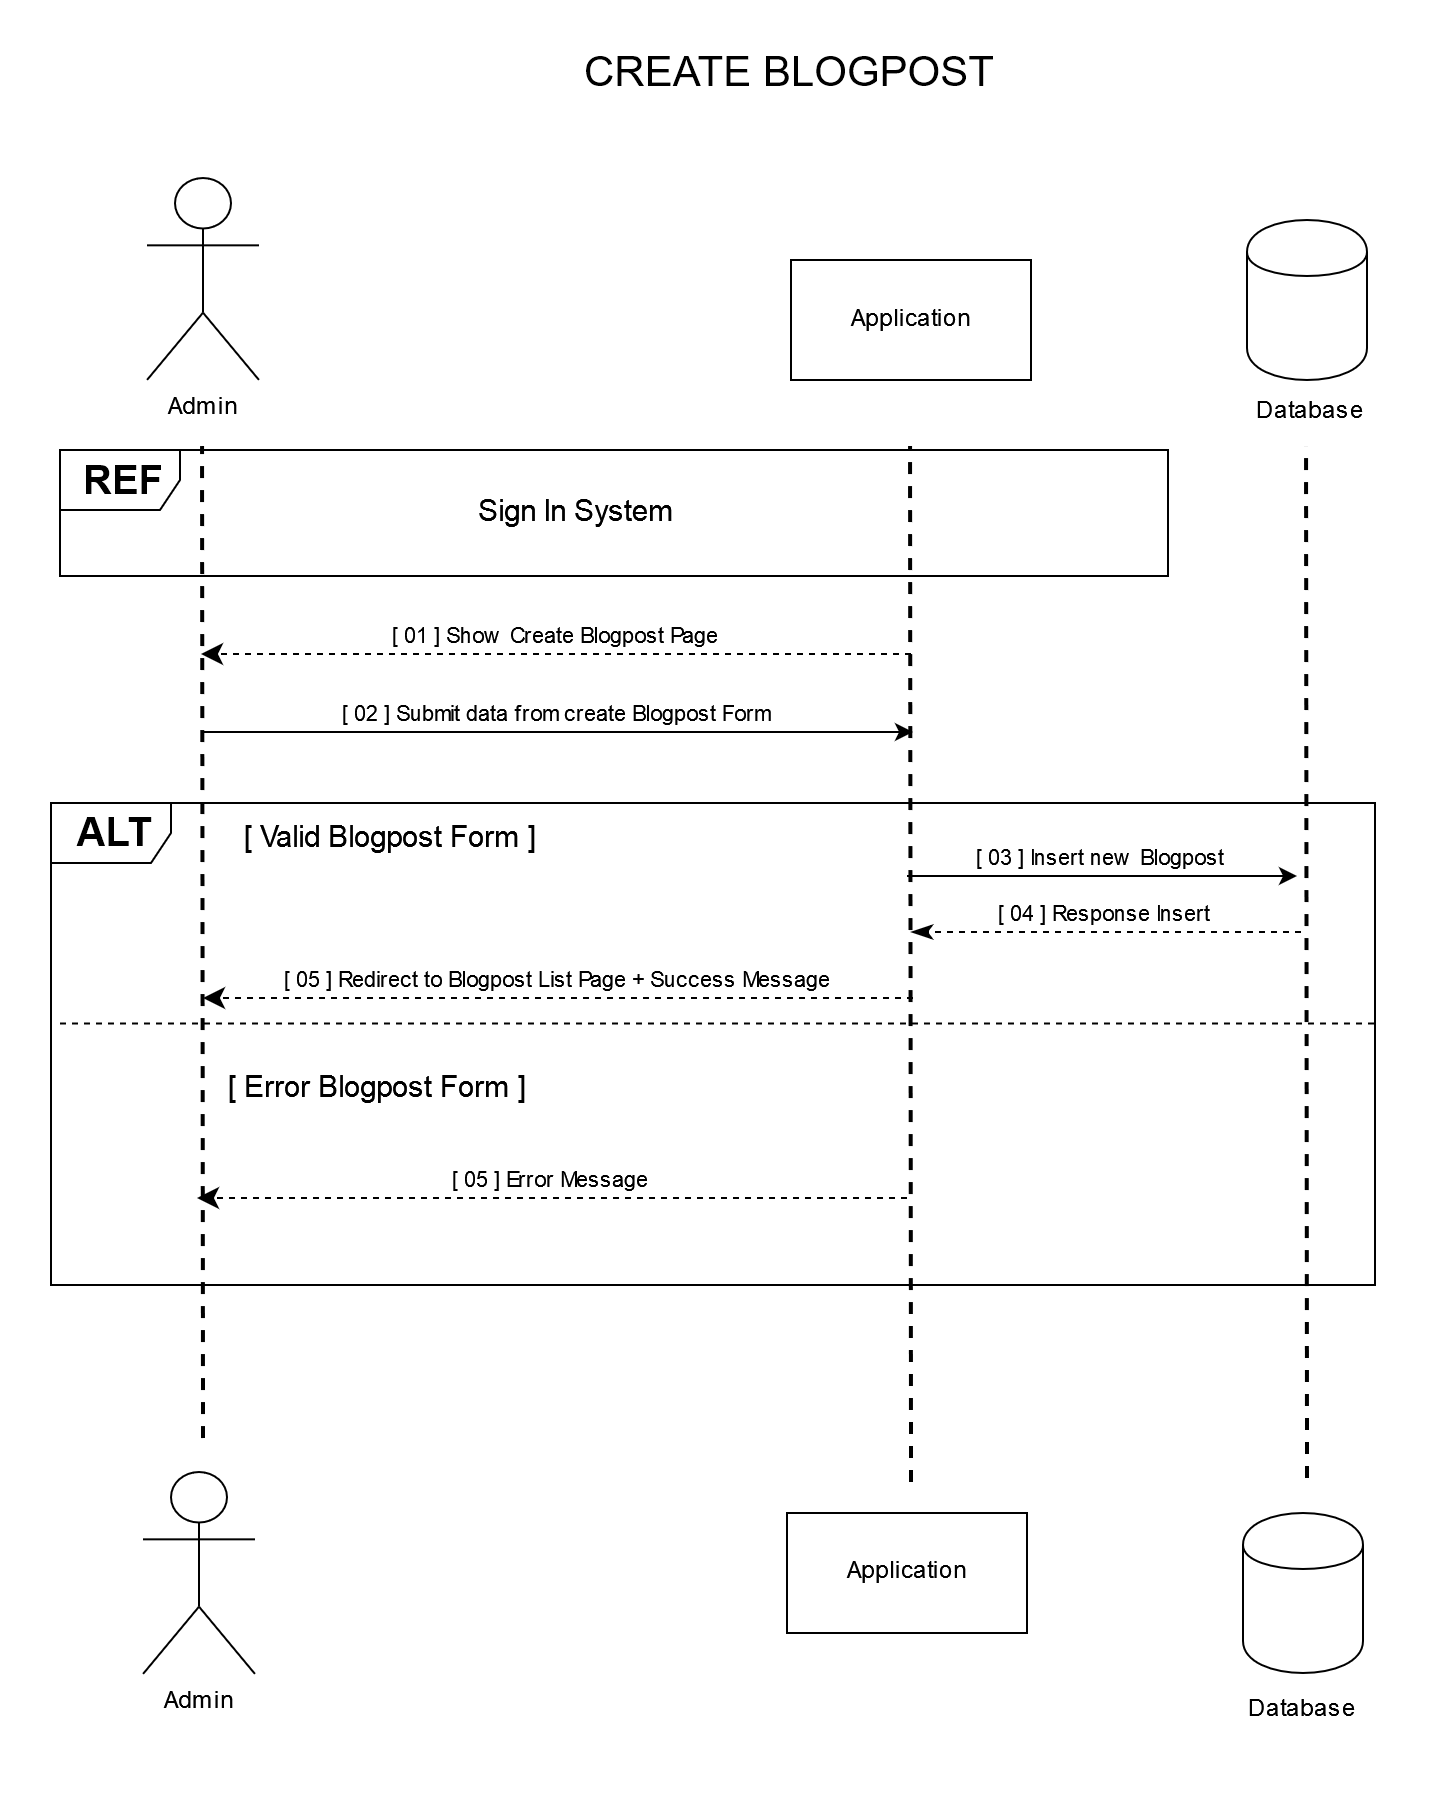 CREATE BLOGPOST
Application
Admin
Database
REF
Sign In System
[ 01 ] Show  Create Blogpost Page
[ 02 ] Submit data from create Blogpost Form
ALT
[ Valid Blogpost Form ]
[ 03 ] Insert new  Blogpost
[ 04 ] Response Insert
[ 05 ] Redirect to Blogpost List Page + Success Message
[ Error Blogpost Form ]
[ 05 ] Error Message
Application
Admin
Database